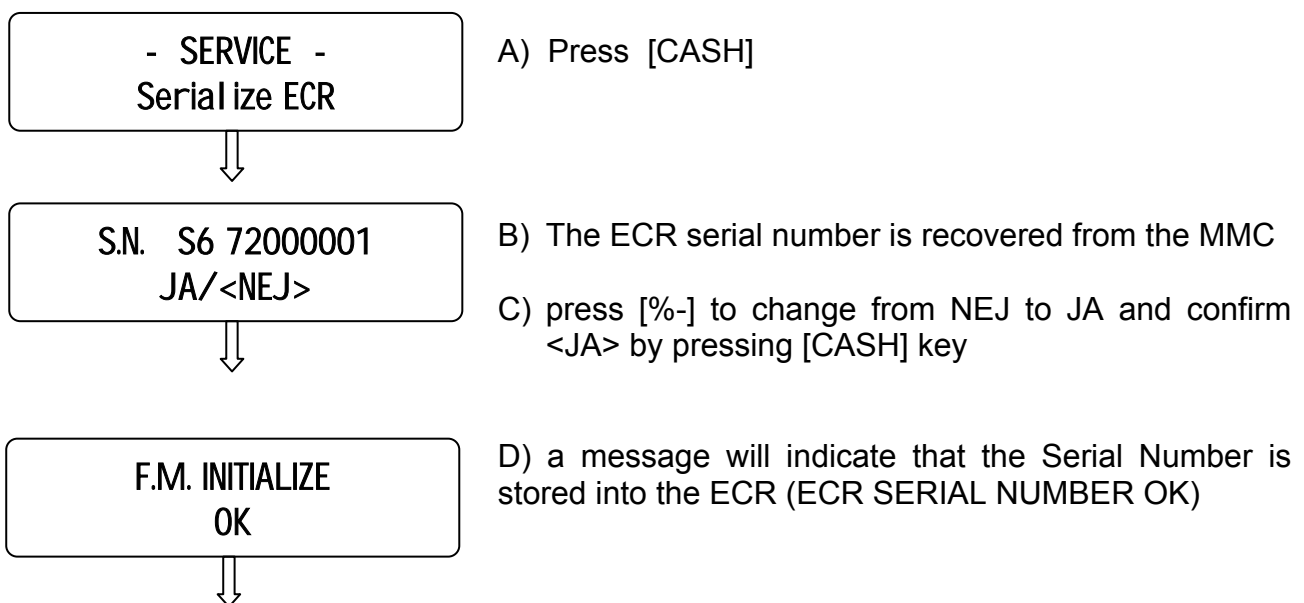 - SERVICE -
Serialize ECR
A) Press [CASH]
S.N. S6 72000001
JA/<NEJ>
B) The ECR serial number is recovered from the MMC
C) press [%-] to change from NEJ to JA and confirm
<JA> by pressing [CASH] key
F.M. INITIALIZE
OK
D) a message will indicate that the Serial Number is
stored into the ECR (ECR SERIAL NUMBER OK)